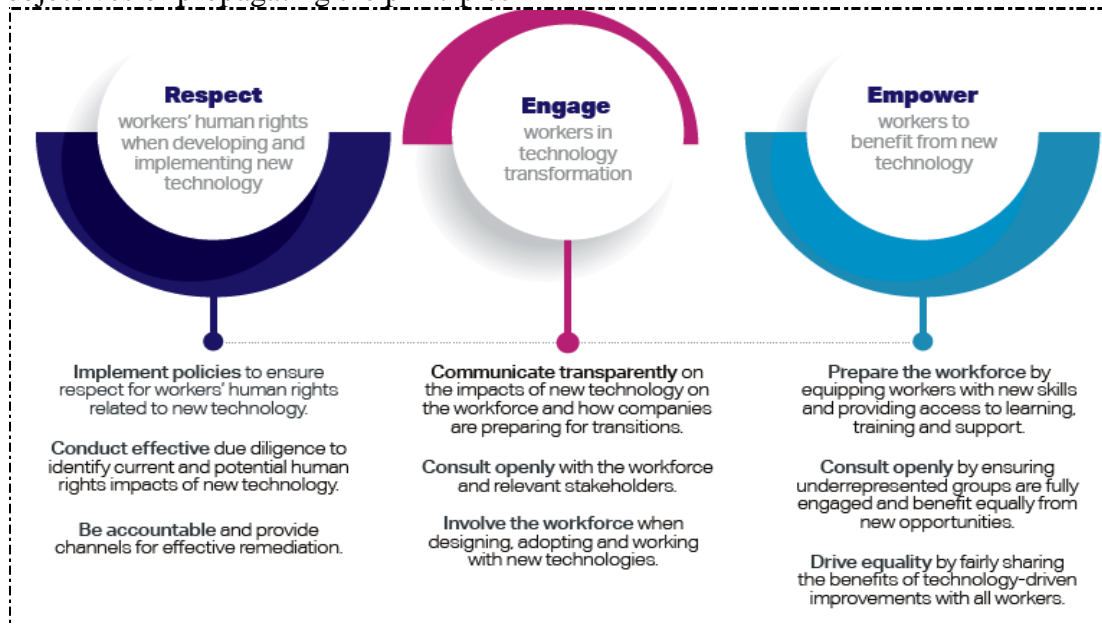 Respect
workers' human rights
when developing and
implementing new
technology
Implement policies to ensure
respect for workers' human rights
related to new technology.
Conduct effective due diligence to
identify current and potential human
rights impacts of new technology.
Be accountable and provide
channels for effective remediation.
Engage
workers in
technology
transformation
Communicate transparently on
the impacts of new technology on
the workforce and how companies
are preparing for transitions.
Consult openly with the workforce
and relevant stakeholders.
Involve the workforce when
designing, adopting and working
with new technologies.
Empower
workers to
benefit from new
technology
Prepare the workforce by
equipping workers with new skills
and providing access to learning,
training and support.
Consult openly by ensuring
underrepresented groups are fully
engaged and benefit equally from
new opportunities.
Drive equality by fairly sharing
the benefits of technology-driven
improvements with all workers.